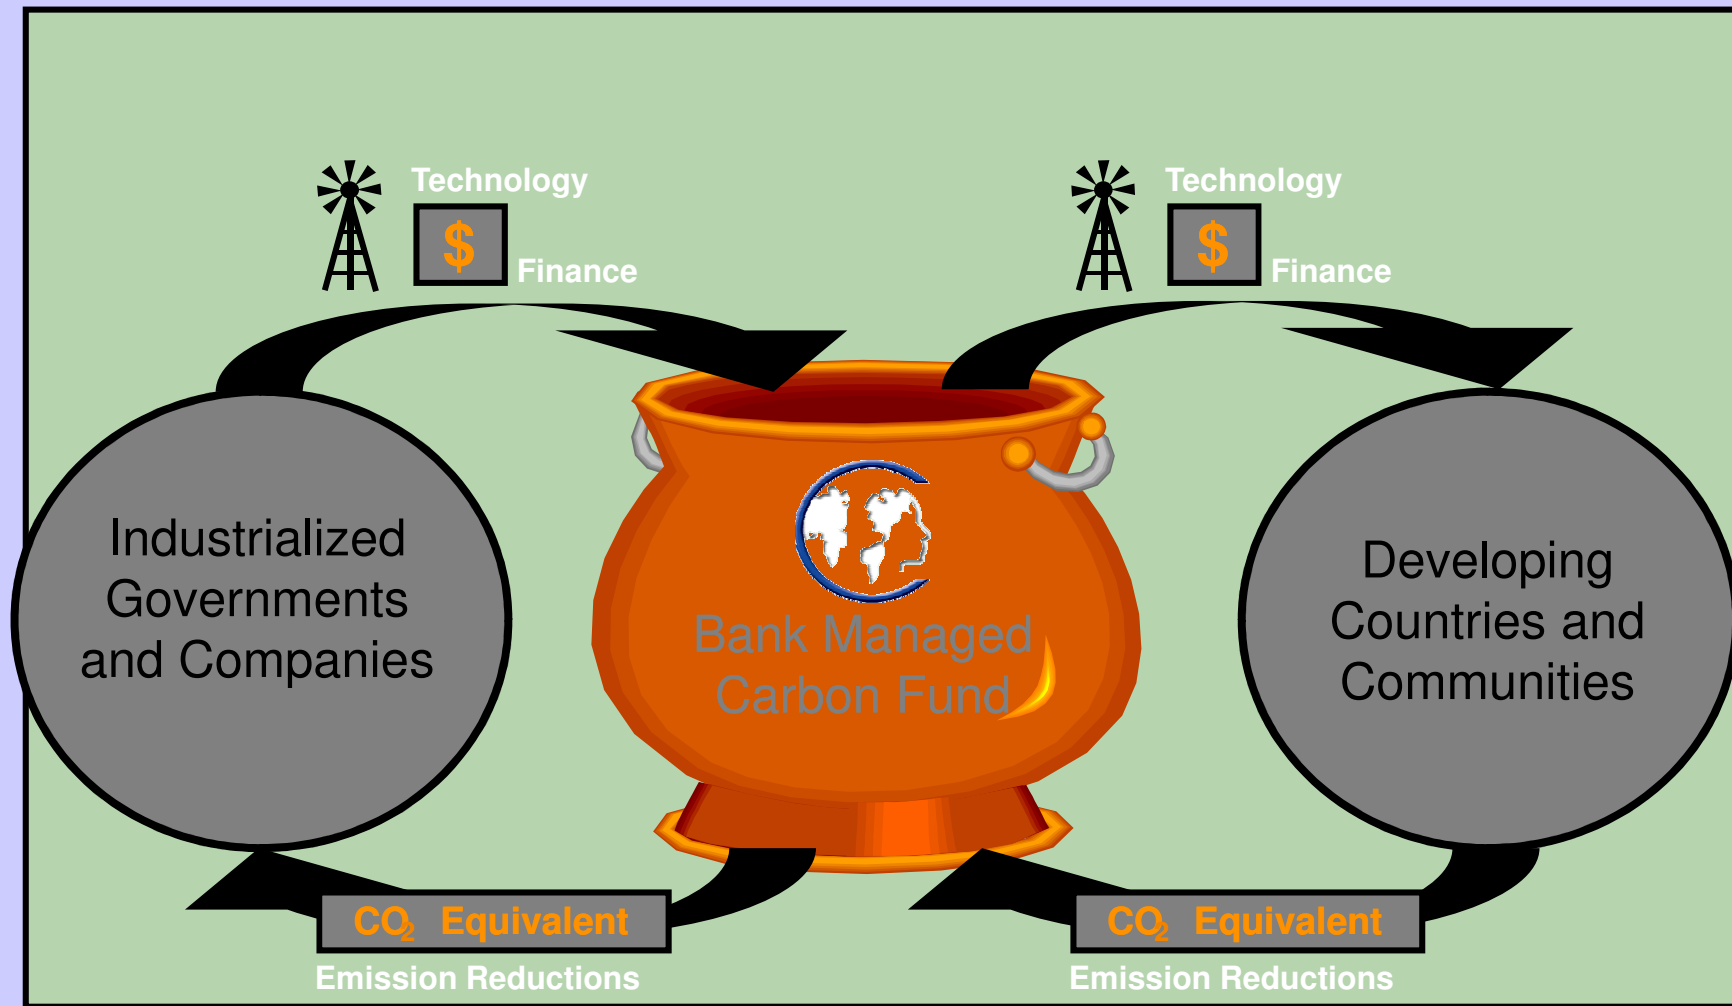 Technology
$
Finance
Technology
$
Finance
Industrialized
Governments
and Companies
Bank Managed
Carbon Fund
Developing
Countries and
Communities
CO₂ Equivalent
Emission Reductions
CO₂ Equivalent
Emission Reductions